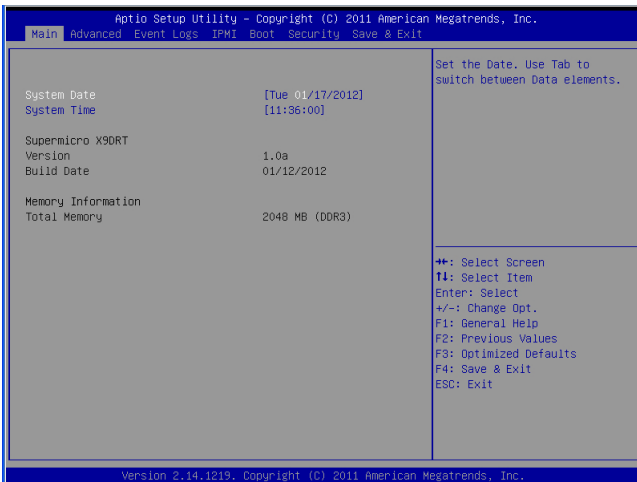 Aptio Setup Utility – Copyright (C) 2011 American Megatrends, Inc.
Main Advanced Event Logs IPMI Boot Security Save & Exit
System Date [Tue 01/17/2012]
System Time [11:36:00]
Supermicro X9DRT
Version 1.0a
Build Date 01/12/2012
Memory Information
Total Memory 2048 MB (DDR3)
Set the Date. Use Tab to
switch between Data elements.
→←: Select Screen
↑↓: Select Item
Enter: Select
+/-: Change Opt.
F1: General Help
F2: Previous Values
F3: Optimized Defaults
F4: Save & Exit
ESC: Exit
Version 2.14.1219. Copyright (C) 2011 American Megatrends, Inc.